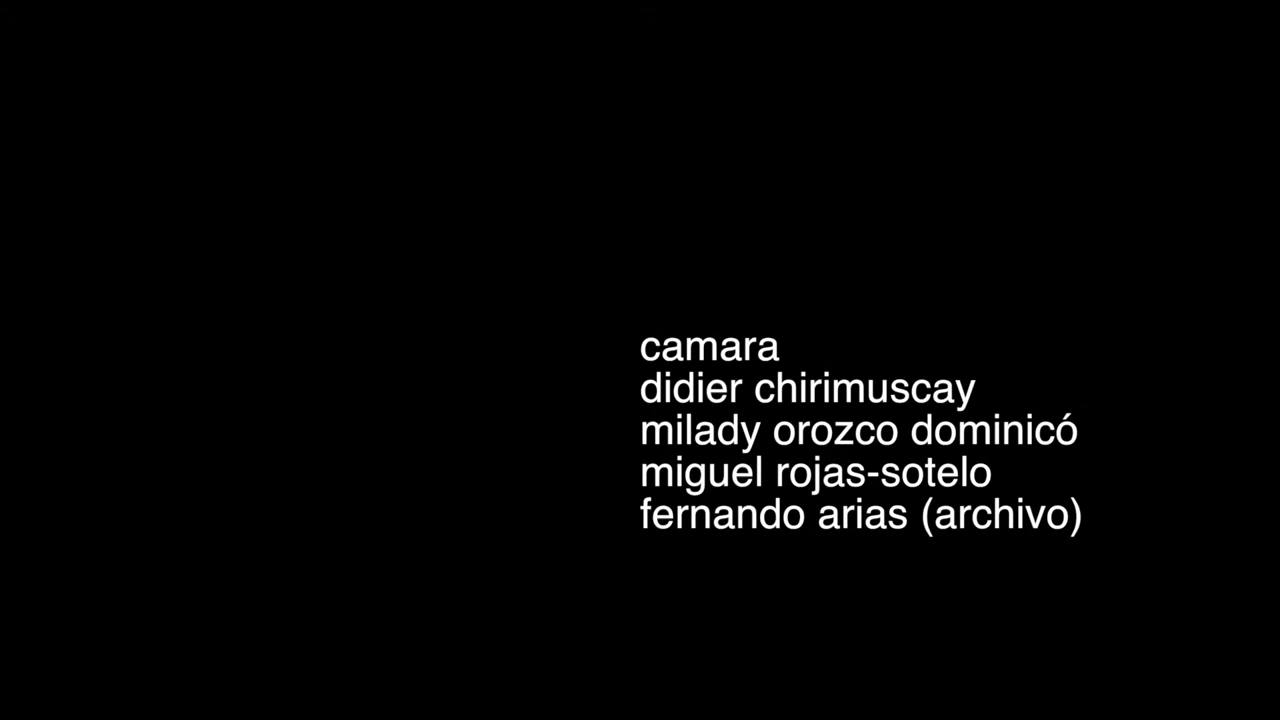 camara
didier chirimuscay
milady orozco dominicó
miguel rojas-sotelo
fernando arias (archivo)